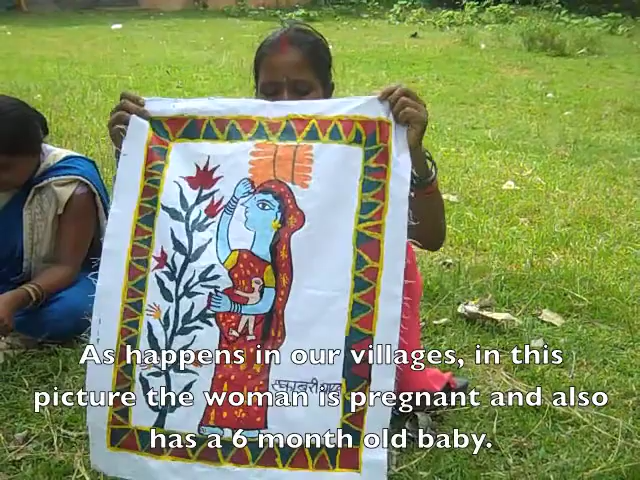 As happens in our villages, in this
picture the woman is pregnant and also
has a 6 month old baby.